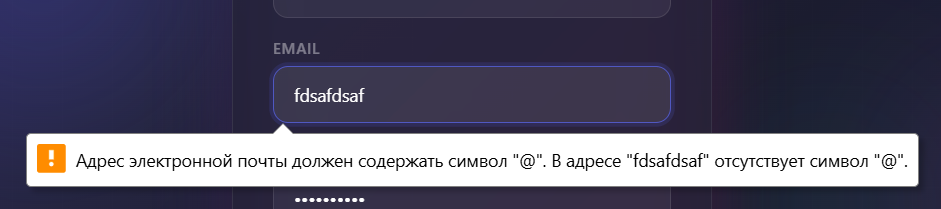 EMAIL
fdsafdsaf
Адрес электронной почты должен содержать символ "@". В адресе "fdsafdsaf" отсутствует символ "@".